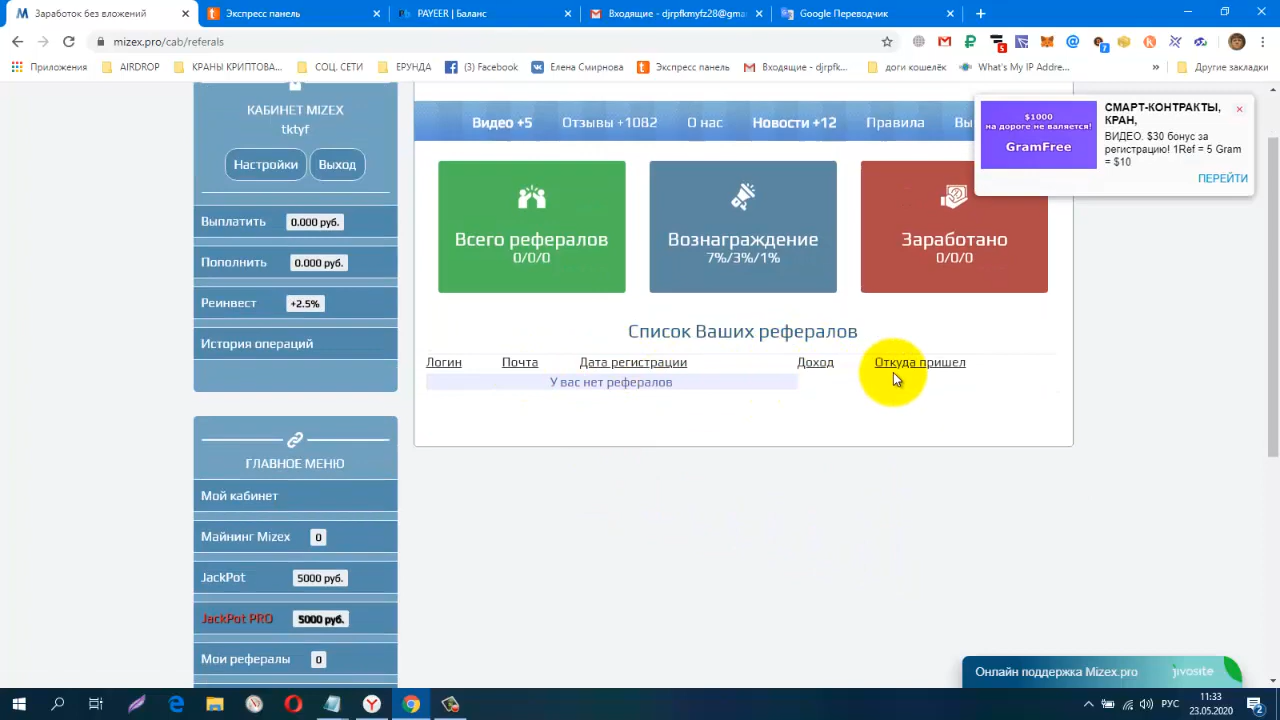 Заработок без вложений
Экспресс панель
PAYEER | Баланс
Входящие - djrpfkmyfz28@gma
Google Переводчик
mizex.pro/cab/referals
5
7
Приложения
AIRDROP
КРАНЫ КРИПТОВА...
СОЦ. СЕТИ
ЕРУНДА
(3) Facebook
Елена Смирнова
Экспресс панель
Входящие - djrpfk...
доги кошелёк
What's My IP Addre...
»
Другие закладки
КАБИНЕТ MIZEX
tktyf
Настройки
Выход
Выплатить 0.000 руб.
Пополнить 0.000 руб.
Реинвест +2.5%
История операций
ГЛАВНОЕ МЕНЮ
Мой кабинет
Майнинг Mizex 0
JackPot 5000 руб.
JackPot PRO 5000 руб.
Мои рефералы 0
Видео +5
Отзывы +1082
О нас
Новости +12
Правила
Вы
$1000
на дороге не валяется!
GramFree
СМАРТ-КОНТРАКТЫ,
КРАН,
ВИДЕО. $30 бонус за
регистрацию! 1Ref = 5 Gram
= $10
ПЕРЕЙТИ
Всего рефералов
0/0/0
Вознаграждение
7%/3%/1%
Заработано
0/0/0
Список Ваших рефералов
Логин Почта Дата регистрации Доход Откуда пришел
У вас нет рефералов
Онлайн поддержка Mizex.pro
jivosite
РУС
11:33
23.05.2020
2